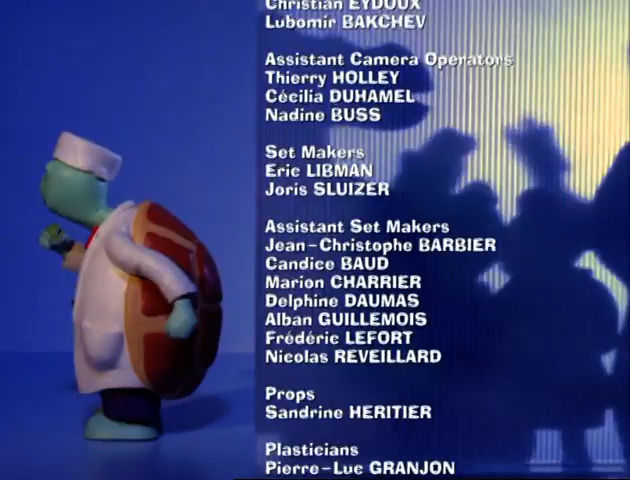 Christian EYDOUX
Lubomir BAKCHEV
Assistant Camera Operators
Thierry HOLLEY
Cécilia DUHAMEL
Nadine BUSS
Set Makers
Eric LIBMAN
Joris SLUIZER
Assistant Set Makers
Jean-Christophe BARBIER
Candice BAUD
Marion CHARRIER
Delphine DAUMAS
Alban GUILLEMOIS
Frédéric LEFORT
Nicolas REVEILLARD
Props
Sandrine HERITIER
Plasticians
Pierre-Luc GRANJON